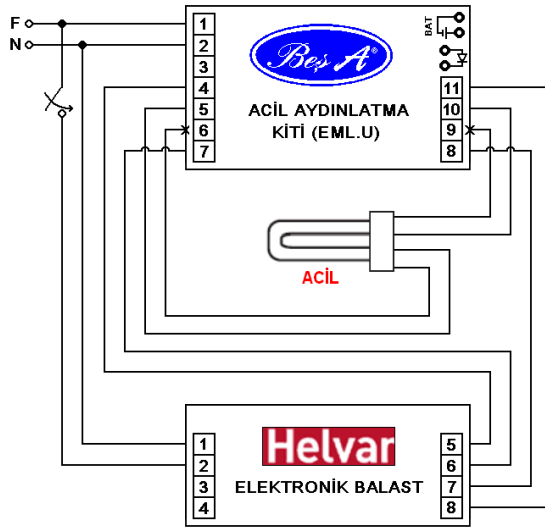 F
N
1
2
3
4
5
6
7
Beş A®
ACİL AYDINLATMA
KİTİ (EML.U)
BAT
11
10
9
8
ACİL
1
2
3
4
Helvar
ELEKTRONİK BALAST
5
6
7
8